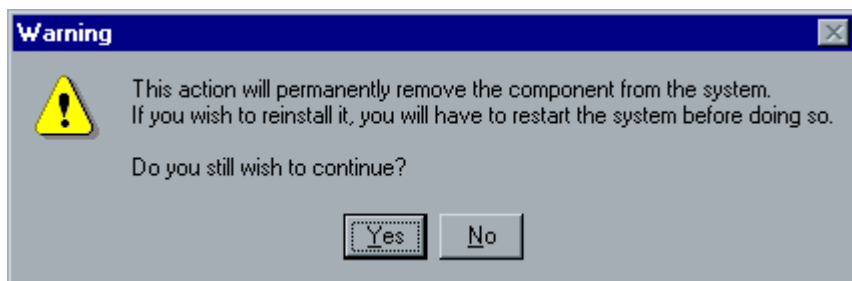 Warning
This action will permanently remove the component from the system.
If you wish to reinstall it, you will have to restart the system before doing so.
Do you still wish to continue?
Yes No